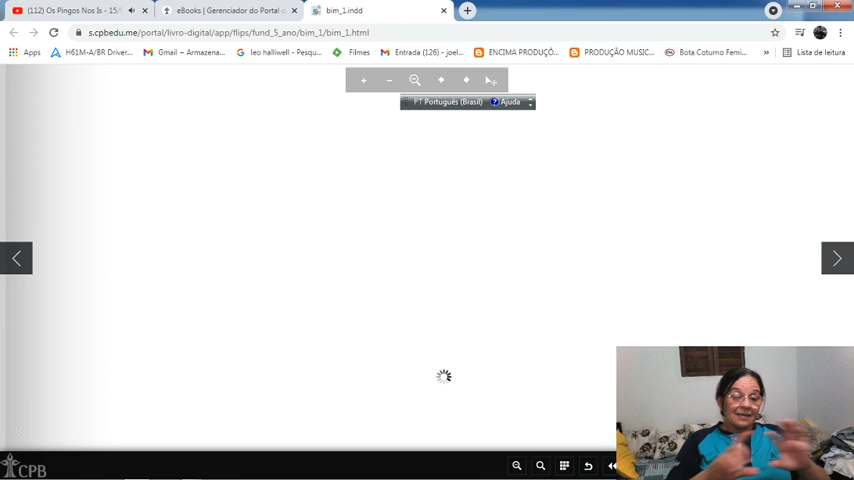 (112) Os Pingos Nos Is - 15/
eBooks | Gerenciador do Portal
bim_1.indd
s.cpbedu.me/portal/livro-digital/app/flips/fund_5_ano/bim_1/bim_1.html
Apps
H61M-A/BR Driver...
Gmail – Armazena...
leo halliwell - Pesqu...
Filmes
Entrada (126) - joel...
ENCIMA PRODUÇÕ...
PRODUÇÃO MUSIC...
Bota Coturno Femi...
»
Lista de leitura
PT Português (Brasil) Ajuda
CPB